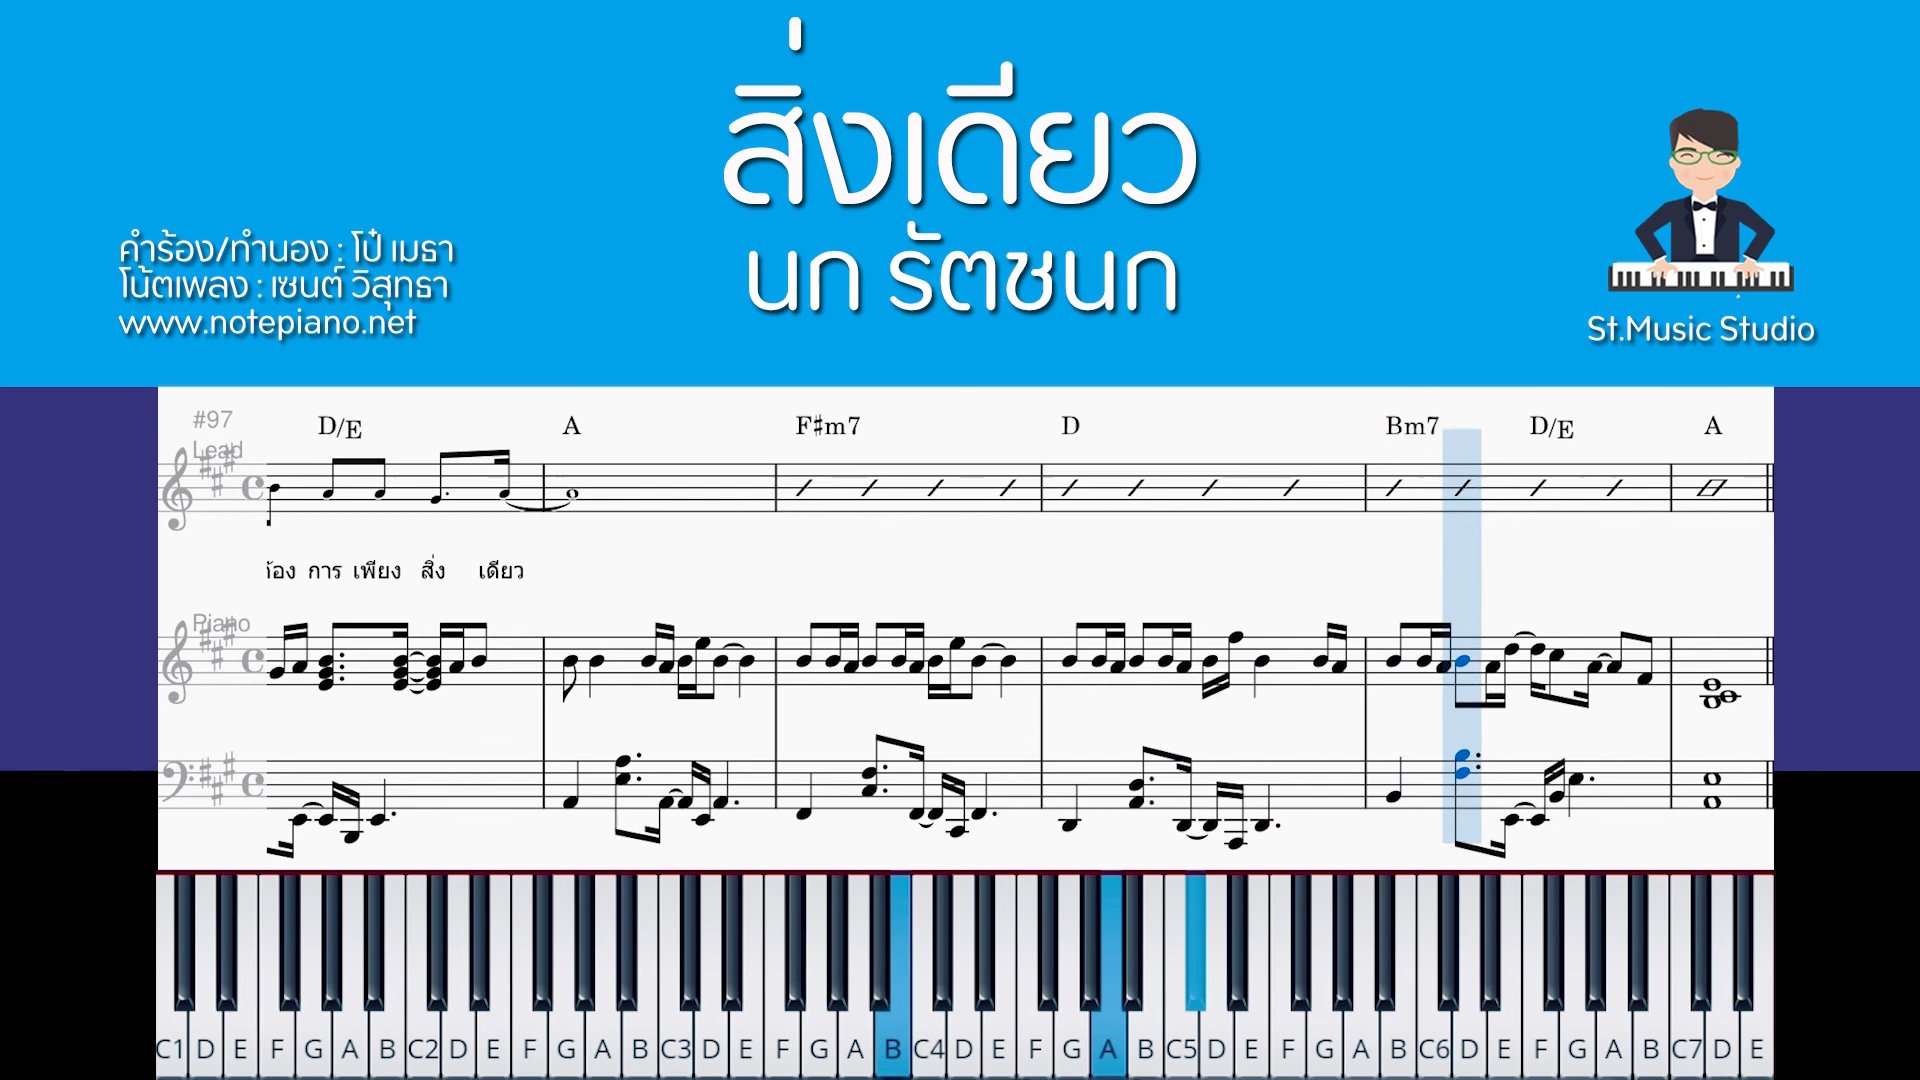 สิ่งเดียว
นก รัตชนก
คำร้อง/ทำนอง : โป๋ เมธา
โน้ตเพลง : เซนต์ วิสุทธา
www.notepiano.net
St.Music Studio
#97
D/E A F#m7 D Bm7 D/E A
Lead
้อง การ เพียง สิ่ง เดียว
Piano
C1 D E F G A B C2 D E F G A B C3 D E F G A B C4 D E F G A B C5 D E F G A B C6 D E F G A B C7 D E